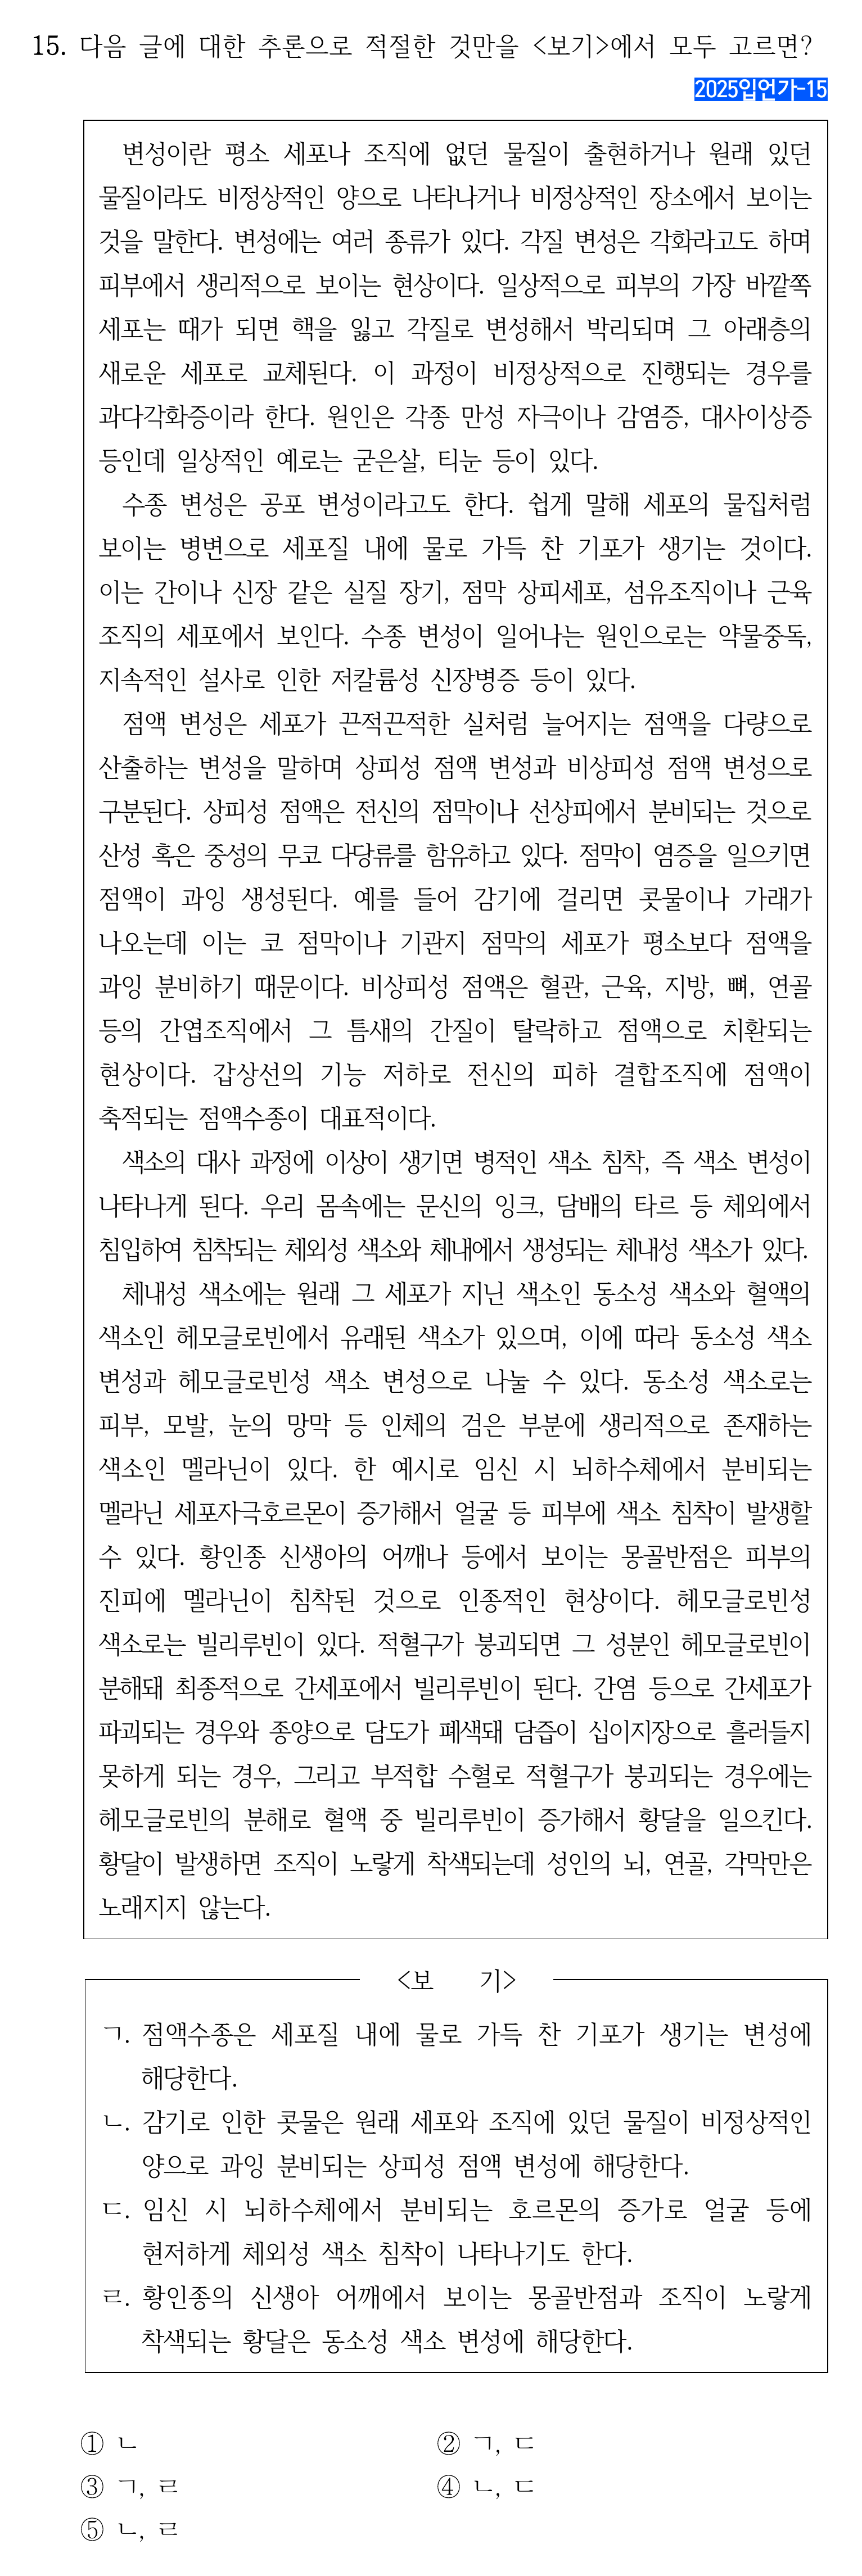 15. 다음 글에 대한 추론으로 적절한 것만을 <보기>에서 모두 고르면?
2025입언가-15
변성이란 평소 세포나 조직에 없던 물질이 출현하거나 원래 있던
물질이라도 비정상적인 양으로 나타나거나 비정상적인 장소에서 보이는
것을 말한다. 변성에는 여러 종류가 있다. 각질 변성은 각화라고도 하며
피부에서 생리적으로 보이는 현상이다. 일상적으로 피부의 가장 바깥쪽
세포는 때가 되면 핵을 잃고 각질로 변성해서 박리되며 그 아래층의
새로운 세포로 교체된다. 이 과정이 비정상적으로 진행되는 경우를
과다각화증이라 한다. 원인은 각종 만성 자극이나 감염증, 대사이상증
등인데 일상적인 예로는 굳은살, 티눈 등이 있다.
수종 변성은 공포 변성이라고도 한다. 쉽게 말해 세포의 물집처럼
보이는 병변으로 세포질 내에 물로 가득 찬 기포가 생기는 것이다.
이는 간이나 신장 같은 실질 장기, 점막 상피세포, 섬유조직이나 근육
조직의 세포에서 보인다. 수종 변성이 일어나는 원인으로는 약물중독,
지속적인 설사로 인한 저칼륨성 신장병증 등이 있다.
점액 변성은 세포가 끈적끈적한 실처럼 늘어지는 점액을 다량으로
산출하는 변성을 말하며 상피성 점액 변성과 비상피성 점액 변성으로
구분된다. 상피성 점액은 전신의 점막이나 선상피에서 분비되는 것으로
산성 혹은 중성의 무코 다당류를 함유하고 있다. 점막이 염증을 일으키면
점액이 과잉 생성된다. 예를 들어 감기에 걸리면 콧물이나 가래가
나오는데 이는 코 점막이나 기관지 점막의 세포가 평소보다 점액을
과잉 분비하기 때문이다. 비상피성 점액은 혈관, 근육, 지방, 뼈, 연골
등의 간엽조직에서 그 틈새의 간질이 탈락하고 점액으로 치환되는
현상이다. 갑상선의 기능 저하로 전신의 피하 결합조직에 점액이
축적되는 점액수종이 대표적이다.
색소의 대사 과정에 이상이 생기면 병적인 색소 침착, 즉 색소 변성이
나타나게 된다. 우리 몸속에는 문신의 잉크, 담배의 타르 등 체외에서
침입하여 침착되는 체외성 색소와 체내에서 생성되는 체내성 색소가 있다.
체내성 색소에는 원래 그 세포가 지닌 색소인 동소성 색소와 혈액의
색소인 헤모글로빈에서 유래된 색소가 있으며, 이에 따라 동소성 색소
변성과 헤모글로빈성 색소 변성으로 나눌 수 있다. 동소성 색소로는
피부, 모발, 눈의 망막 등 인체의 검은 부분에 생리적으로 존재하는
색소인 멜라닌이 있다. 한 예시로 임신 시 뇌하수체에서 분비되는
멜라닌 세포자극호르몬이 증가해서 얼굴 등 피부에 색소 침착이 발생할
수 있다. 황인종 신생아의 어깨나 등에서 보이는 몽골반점은 피부의
진피에 멜라닌이 침착된 것으로 인종적인 현상이다. 헤모글로빈성
색소로는 빌리루빈이 있다. 적혈구가 붕괴되면 그 성분인 헤모글로빈이
분해돼 최종적으로 간세포에서 빌리루빈이 된다. 간염 등으로 간세포가
파괴되는 경우와 종양으로 담도가 폐색돼 담즙이 십이지장으로 흘러들지
못하게 되는 경우, 그리고 부적합 수혈로 적혈구가 붕괴되는 경우에는
헤모글로빈의 분해로 혈액 중 빌리루빈이 증가해서 황달을 일으킨다.
황달이 발생하면 조직이 노랗게 착색되는데 성인의 뇌, 연골, 각막만은
노래지지 않는다.
<보 기>
ㄱ. 점액수종은 세포질 내에 물로 가득 찬 기포가 생기는 변성에
해당한다.
ㄴ. 감기로 인한 콧물은 원래 세포와 조직에 있던 물질이 비정상적인
양으로 과잉 분비되는 상피성 점액 변성에 해당한다.
ㄷ. 임신 시 뇌하수체에서 분비되는 호르몬의 증가로 얼굴 등에
현저하게 체외성 색소 침착이 나타나기도 한다.
ㄹ. 황인종의 신생아 어깨에서 보이는 몽골반점과 조직이 노랗게
착색되는 황달은 동소성 색소 변성에 해당한다.
① ㄴ
② ㄱ, ㄷ
③ ㄱ, ㄹ
④ ㄴ, ㄷ
⑤ ㄴ, ㄹ